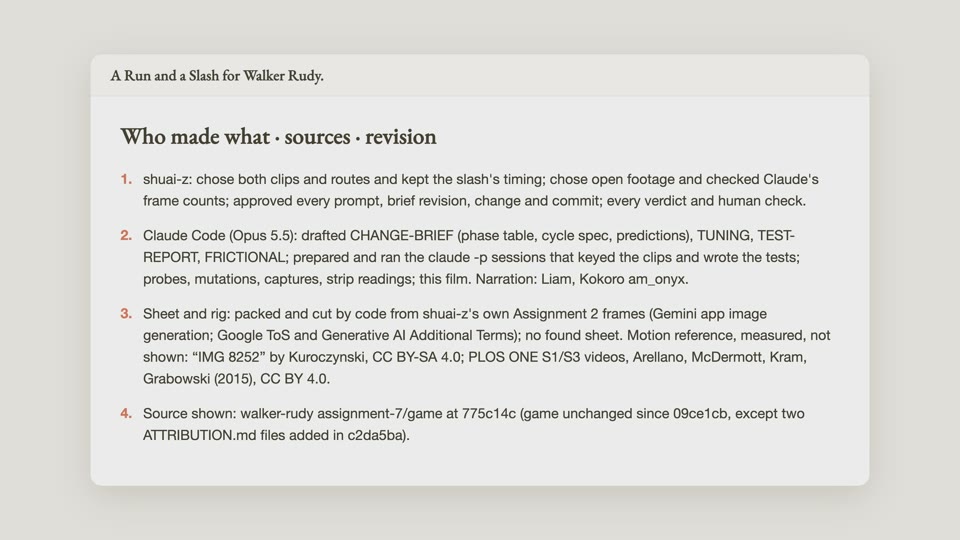 A Run and a Slash for Walker Rudy.
Who made what · sources · revision
1. shuai-z: chose both clips and routes and kept the slash's timing; chose open footage and checked Claude's
frame counts; approved every prompt, brief revision, change and commit; every verdict and human check.
2. Claude Code (Opus 5.5): drafted CHANGE-BRIEF (phase table, cycle spec, predictions), TUNING, TEST-
REPORT, FRICTIONAL; prepared and ran the claude -p sessions that keyed the clips and wrote the tests;
probes, mutations, captures, strip readings; this film. Narration: Liam, Kokoro am_onyx.
3. Sheet and rig: packed and cut by code from shuai-z's own Assignment 2 frames (Gemini app image
generation; Google ToS and Generative AI Additional Terms); no found sheet. Motion reference, measured, not
shown: “IMG 8252” by Kuroczynski, CC BY-SA 4.0; PLOS ONE S1/S3 videos, Arellano, McDermott, Kram,
Grabowski (2015), CC BY 4.0.
4. Source shown: walker-rudy assignment-7/game at 775c14c (game unchanged since 09ce1cb, except two
ATTRIBUTION.md files added in c2da5ba).